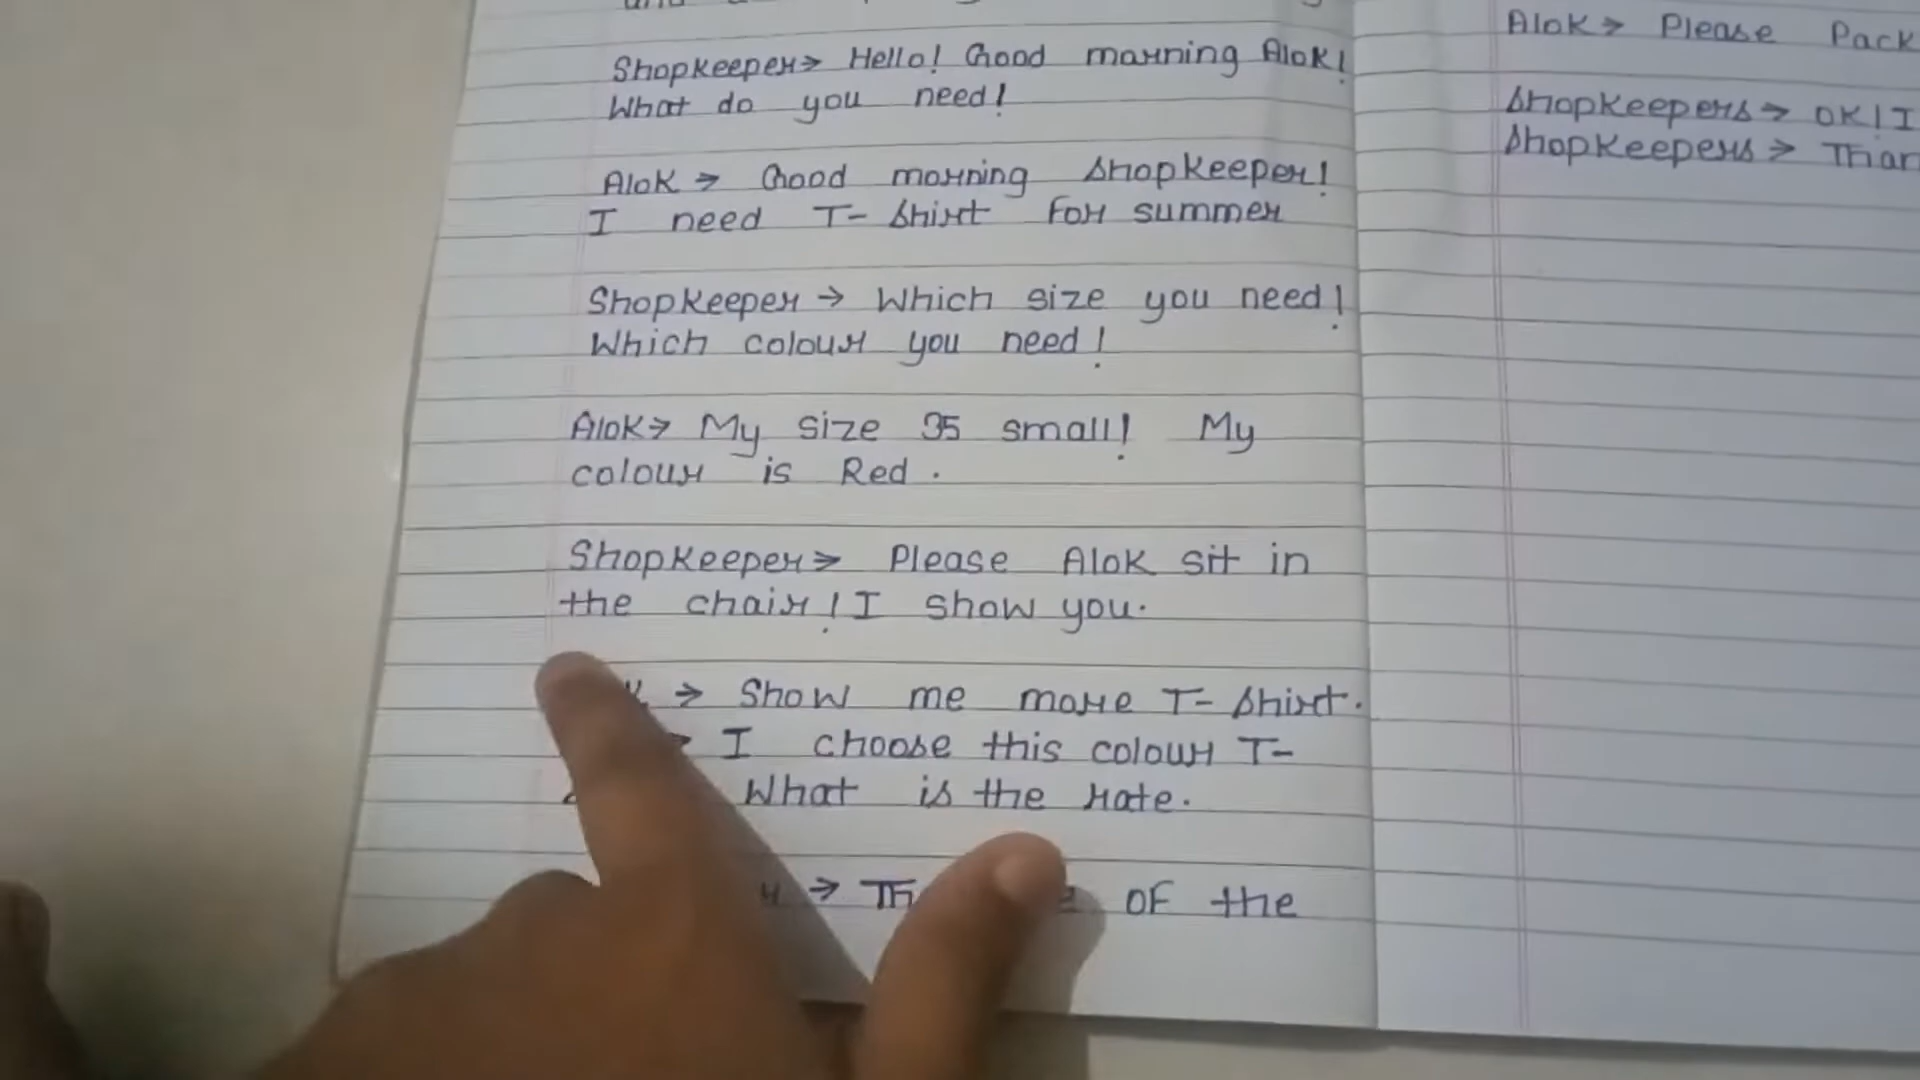 Shopkeeper → Hello! Good morning Alok!
What do you need!
Alok → Good morning shopkeeper!
I need T- shirt for summer
Shopkeeper → Which size you need!
Which colour you need!
Alok → My size 35 small! My
colour is Red.
Shopkeeper → Please Alok sit in
the chair! I show you.
→ Show me more T- shirt.
→ I choose this colour T-
What is the rate.
→ of the
Alok → Please Pack
Shopkeepers → OK! I
Shopkeepers →